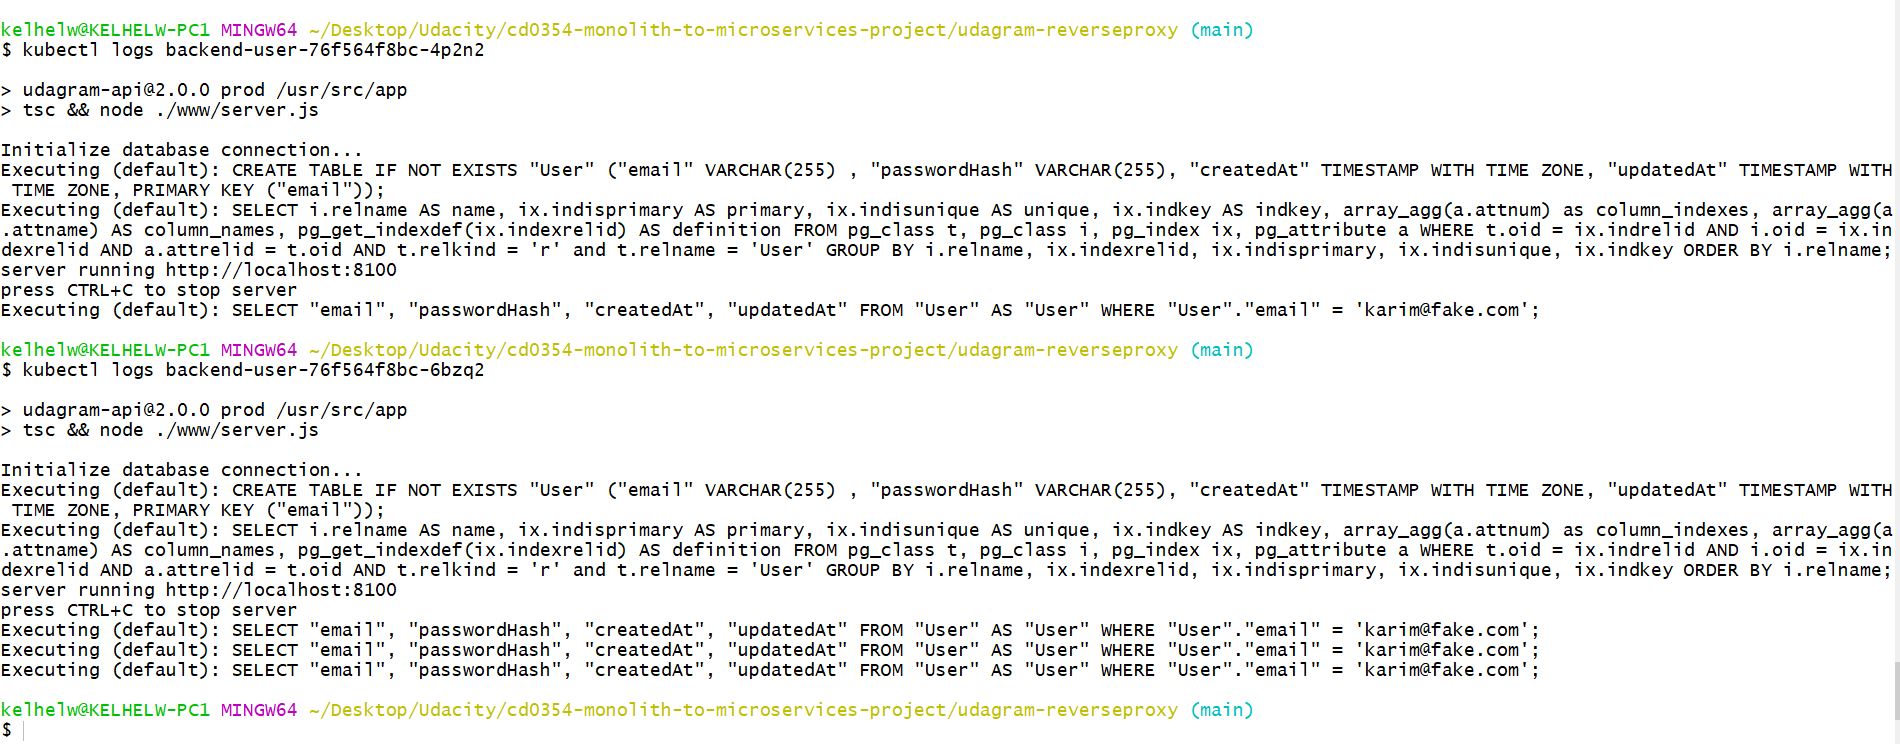 kelhelw@KELHELW-PC1 MINGW64 ~/Desktop/Udacity/cd0354-monolith-to-microservices-project/udagram-reverseproxy (main)
$ kubectl logs backend-user-76f564f8bc-4p2n2
> udagram-api@2.0.0 prod /usr/src/app
> tsc && node ./www/server.js
Initialize database connection...
Executing (default): CREATE TABLE IF NOT EXISTS "User" ("email" VARCHAR(255) , "passwordHash" VARCHAR(255), "createdAt" TIMESTAMP WITH TIME ZONE, "updatedAt" TIMESTAMP WITH
 TIME ZONE, PRIMARY KEY ("email"));
Executing (default): SELECT i.relname AS name, ix.indisprimary AS primary, ix.indisunique AS unique, ix.indkey AS indkey, array_agg(a.attnum) as column_indexes, array_agg(a
.attname) AS column_names, pg_get_indexdef(ix.indexrelid) AS definition FROM pg_class t, pg_class i, pg_index ix, pg_attribute a WHERE t.oid = ix.indrelid AND i.oid = ix.in
dexrelid AND a.attrelid = t.oid AND t.relkind = 'r' and t.relname = 'User' GROUP BY i.relname, ix.indexrelid, ix.indisprimary, ix.indisunique, ix.indkey ORDER BY i.relname;
server running http://localhost:8100
press CTRL+C to stop server
Executing (default): SELECT "email", "passwordHash", "createdAt", "updatedAt" FROM "User" AS "User" WHERE "User"."email" = 'karim@fake.com';
kelhelw@KELHELW-PC1 MINGW64 ~/Desktop/Udacity/cd0354-monolith-to-microservices-project/udagram-reverseproxy (main)
$ kubectl logs backend-user-76f564f8bc-6bzq2
> udagram-api@2.0.0 prod /usr/src/app
> tsc && node ./www/server.js
Initialize database connection...
Executing (default): CREATE TABLE IF NOT EXISTS "User" ("email" VARCHAR(255) , "passwordHash" VARCHAR(255), "createdAt" TIMESTAMP WITH TIME ZONE, "updatedAt" TIMESTAMP WITH
 TIME ZONE, PRIMARY KEY ("email"));
Executing (default): SELECT i.relname AS name, ix.indisprimary AS primary, ix.indisunique AS unique, ix.indkey AS indkey, array_agg(a.attnum) as column_indexes, array_agg(a
.attname) AS column_names, pg_get_indexdef(ix.indexrelid) AS definition FROM pg_class t, pg_class i, pg_index ix, pg_attribute a WHERE t.oid = ix.indrelid AND i.oid = ix.in
dexrelid AND a.attrelid = t.oid AND t.relkind = 'r' and t.relname = 'User' GROUP BY i.relname, ix.indexrelid, ix.indisprimary, ix.indisunique, ix.indkey ORDER BY i.relname;
server running http://localhost:8100
press CTRL+C to stop server
Executing (default): SELECT "email", "passwordHash", "createdAt", "updatedAt" FROM "User" AS "User" WHERE "User"."email" = 'karim@fake.com';
Executing (default): SELECT "email", "passwordHash", "createdAt", "updatedAt" FROM "User" AS "User" WHERE "User"."email" = 'karim@fake.com';
Executing (default): SELECT "email", "passwordHash", "createdAt", "updatedAt" FROM "User" AS "User" WHERE "User"."email" = 'karim@fake.com';
kelhelw@KELHELW-PC1 MINGW64 ~/Desktop/Udacity/cd0354-monolith-to-microservices-project/udagram-reverseproxy (main)
$